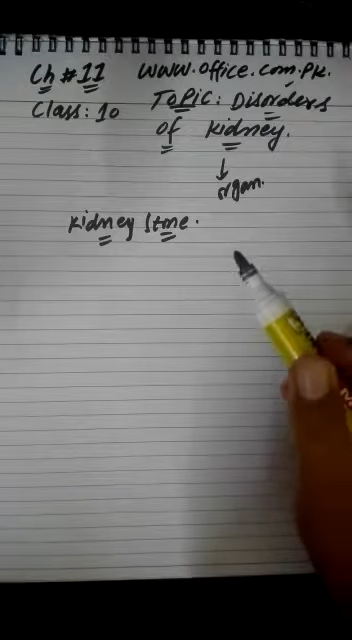 Ch #11 www.office.com.PK.
Class: 10 Topic: Disorders
of kidney.
↓
organ.
kidney Stone.